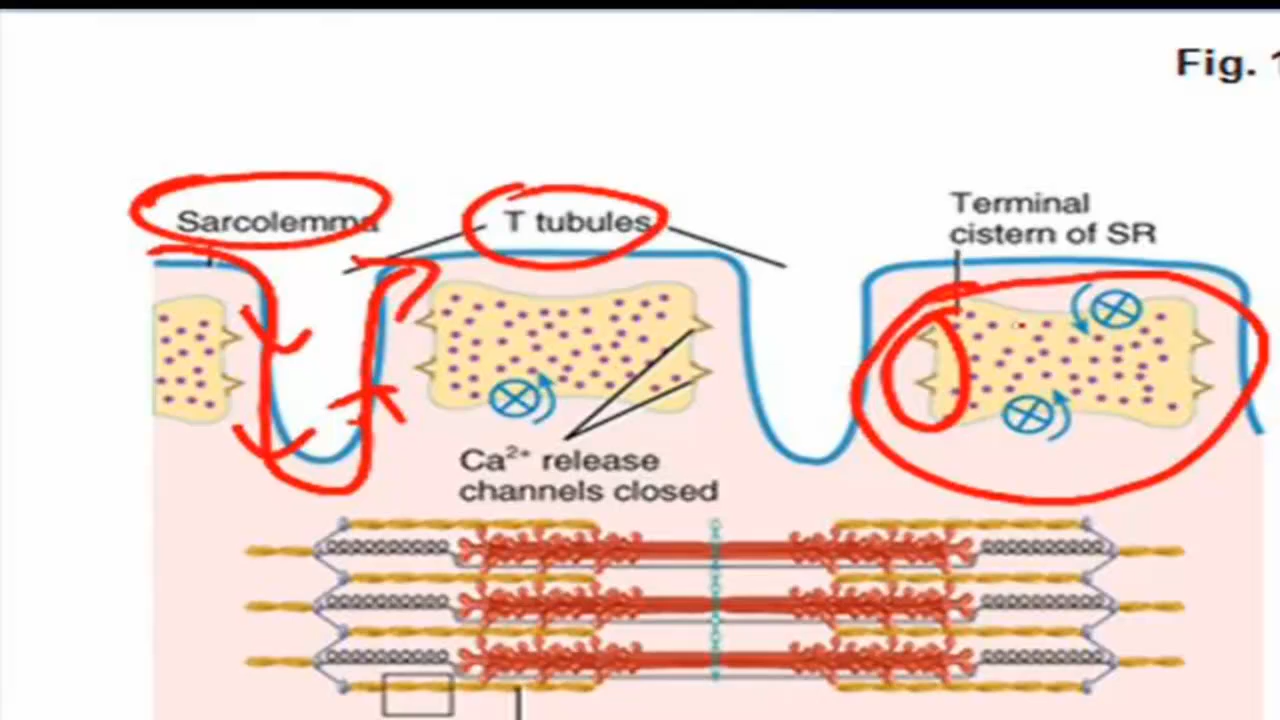 Fig. 1
Sarcolemma
T tubules
Terminal
cistern of SR
Ca²⁺ release
channels closed